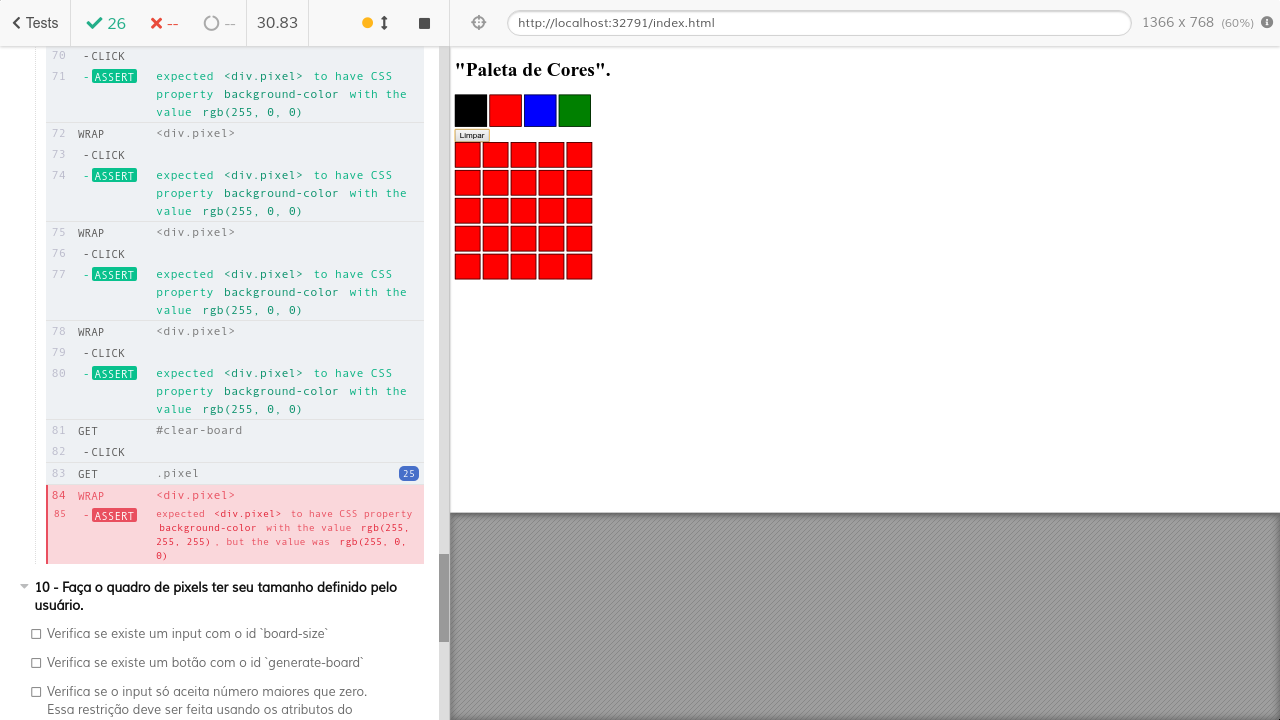 Tests 26 -- -- 30.83 http://localhost:32791/index.html 1366 x 768 (60%)
70 -CLICK
71 -ASSERT expected <div.pixel> to have CSS
property background-color with the
value rgb(255, 0, 0)
72 WRAP <div.pixel>
73 -CLICK
74 -ASSERT expected <div.pixel> to have CSS
property background-color with the
value rgb(255, 0, 0)
75 WRAP <div.pixel>
76 -CLICK
77 -ASSERT expected <div.pixel> to have CSS
property background-color with the
value rgb(255, 0, 0)
78 WRAP <div.pixel>
79 -CLICK
80 -ASSERT expected <div.pixel> to have CSS
property background-color with the
value rgb(255, 0, 0)
81 GET #clear-board
82 -CLICK
83 GET .pixel 25
84 WRAP <div.pixel>
85 -ASSERT expected <div.pixel> to have CSS property
background-color with the value rgb(255,
255, 255), but the value was rgb(255, 0,
0)
10 - Faça o quadro de pixels ter seu tamanho definido pelo
usuário.
Verifica se existe um input com o id `board-size`
Verifica se existe um botão com o id `generate-board`
Verifica se o input só aceita número maiores que zero.
Essa restrição deve ser feita usando os atributos do
"Paleta de Cores".
Limpar